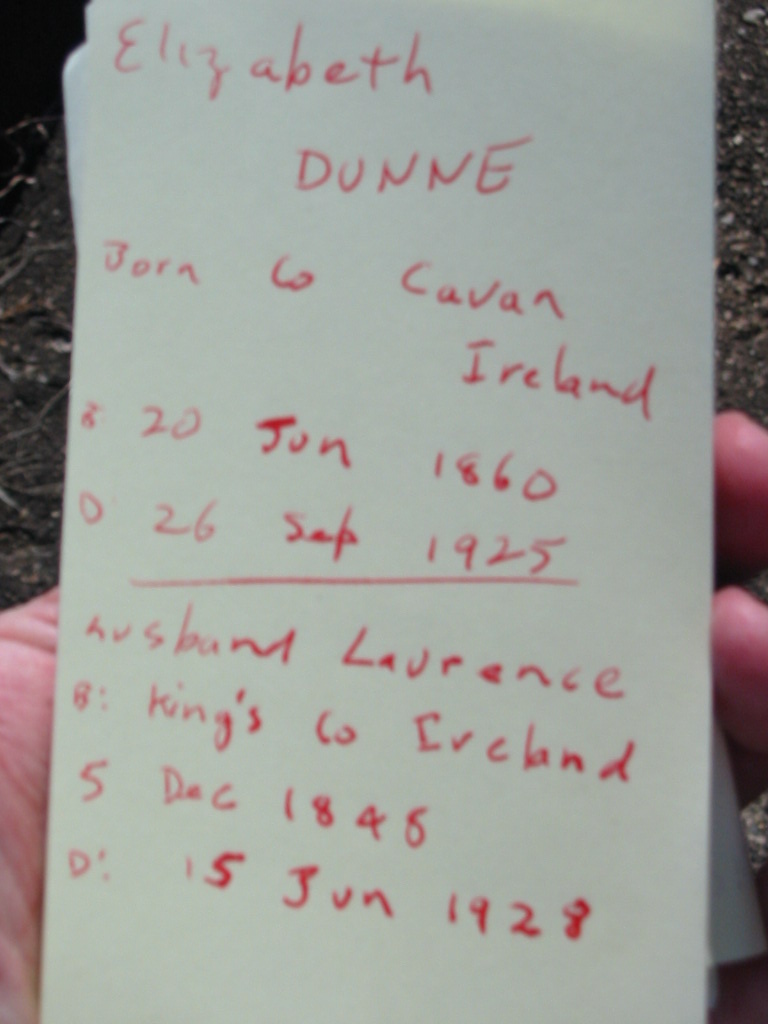 Elizabeth
DUNNE
Born Co Cavan
Ireland
B 20 Jun 1860
D 26 Sep 1925
husband Laurence
B: King's Co Ireland
5 Dec
D: 15 Jun 1928